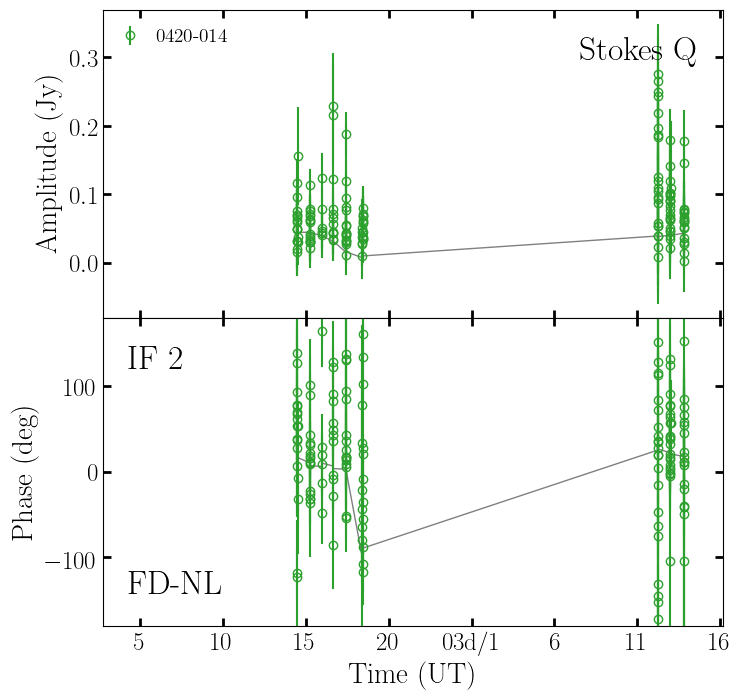 0420-014
Stokes Q
Amplitude (Jy)
0.3
0.2
0.1
0.0
IF 2
Phase (deg)
100
0
−100
FD-NL
5 10 15 20 03d/1 6 11 16
Time (UT)